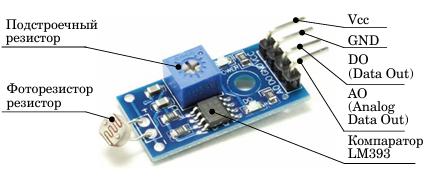 Подстроечный
резистор
Фоторезистор
резистор
Vcc
GND
DO
(Data Out)
AO
(Analog
Data Out)
Компаратор
LM393